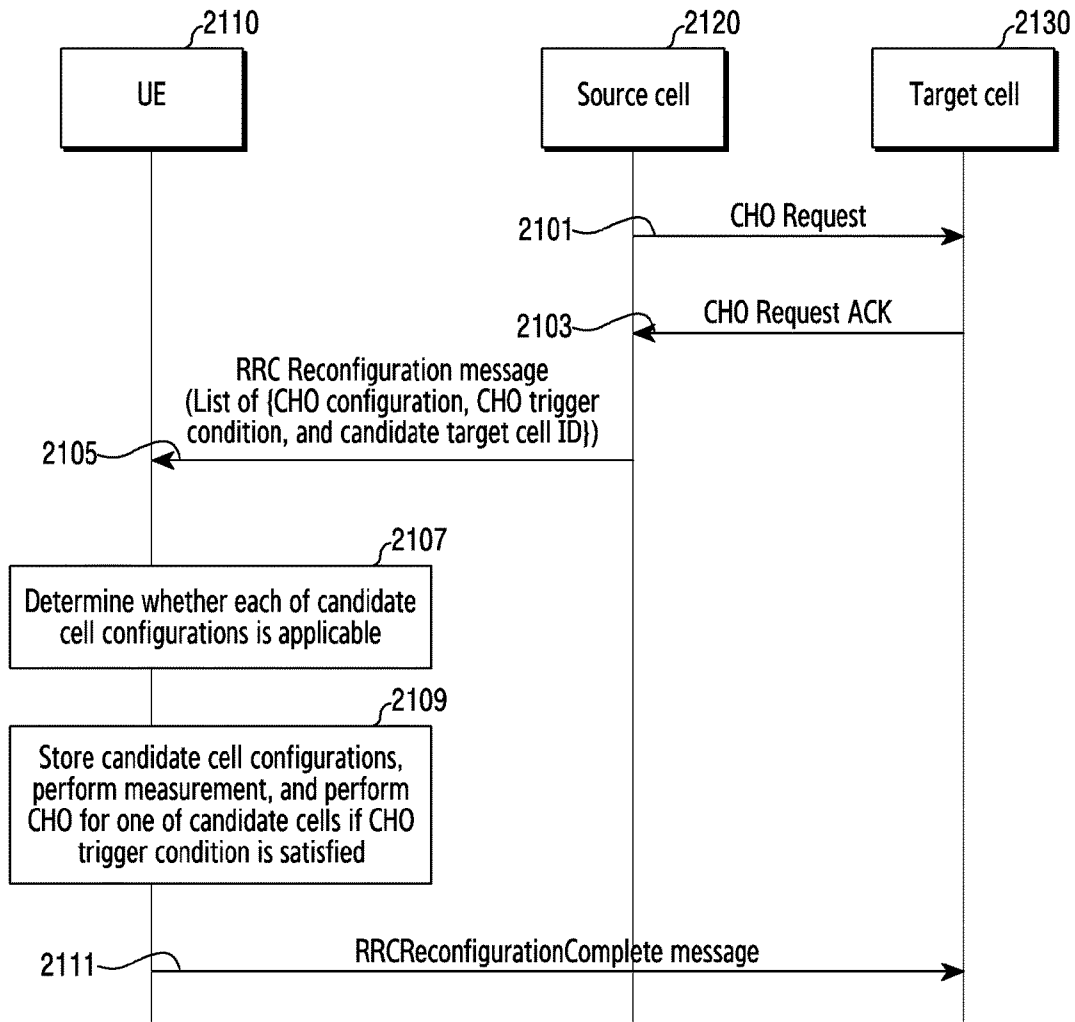 2110
2120
2130
UE
Source cell
Target cell
2101
CHO Request
2103
CHO Request ACK
RRC Reconfiguration message
(List of {CHO configuration, CHO trigger
condition, and candidate target cell ID})
2105
2107
Determine whether each of candidate
cell configurations is applicable
2109
Store candidate cell configurations,
perform measurement, and perform
CHO for one of candidate cells if CHO
trigger condition is satisfied
2111
RRCReconfigurationComplete message